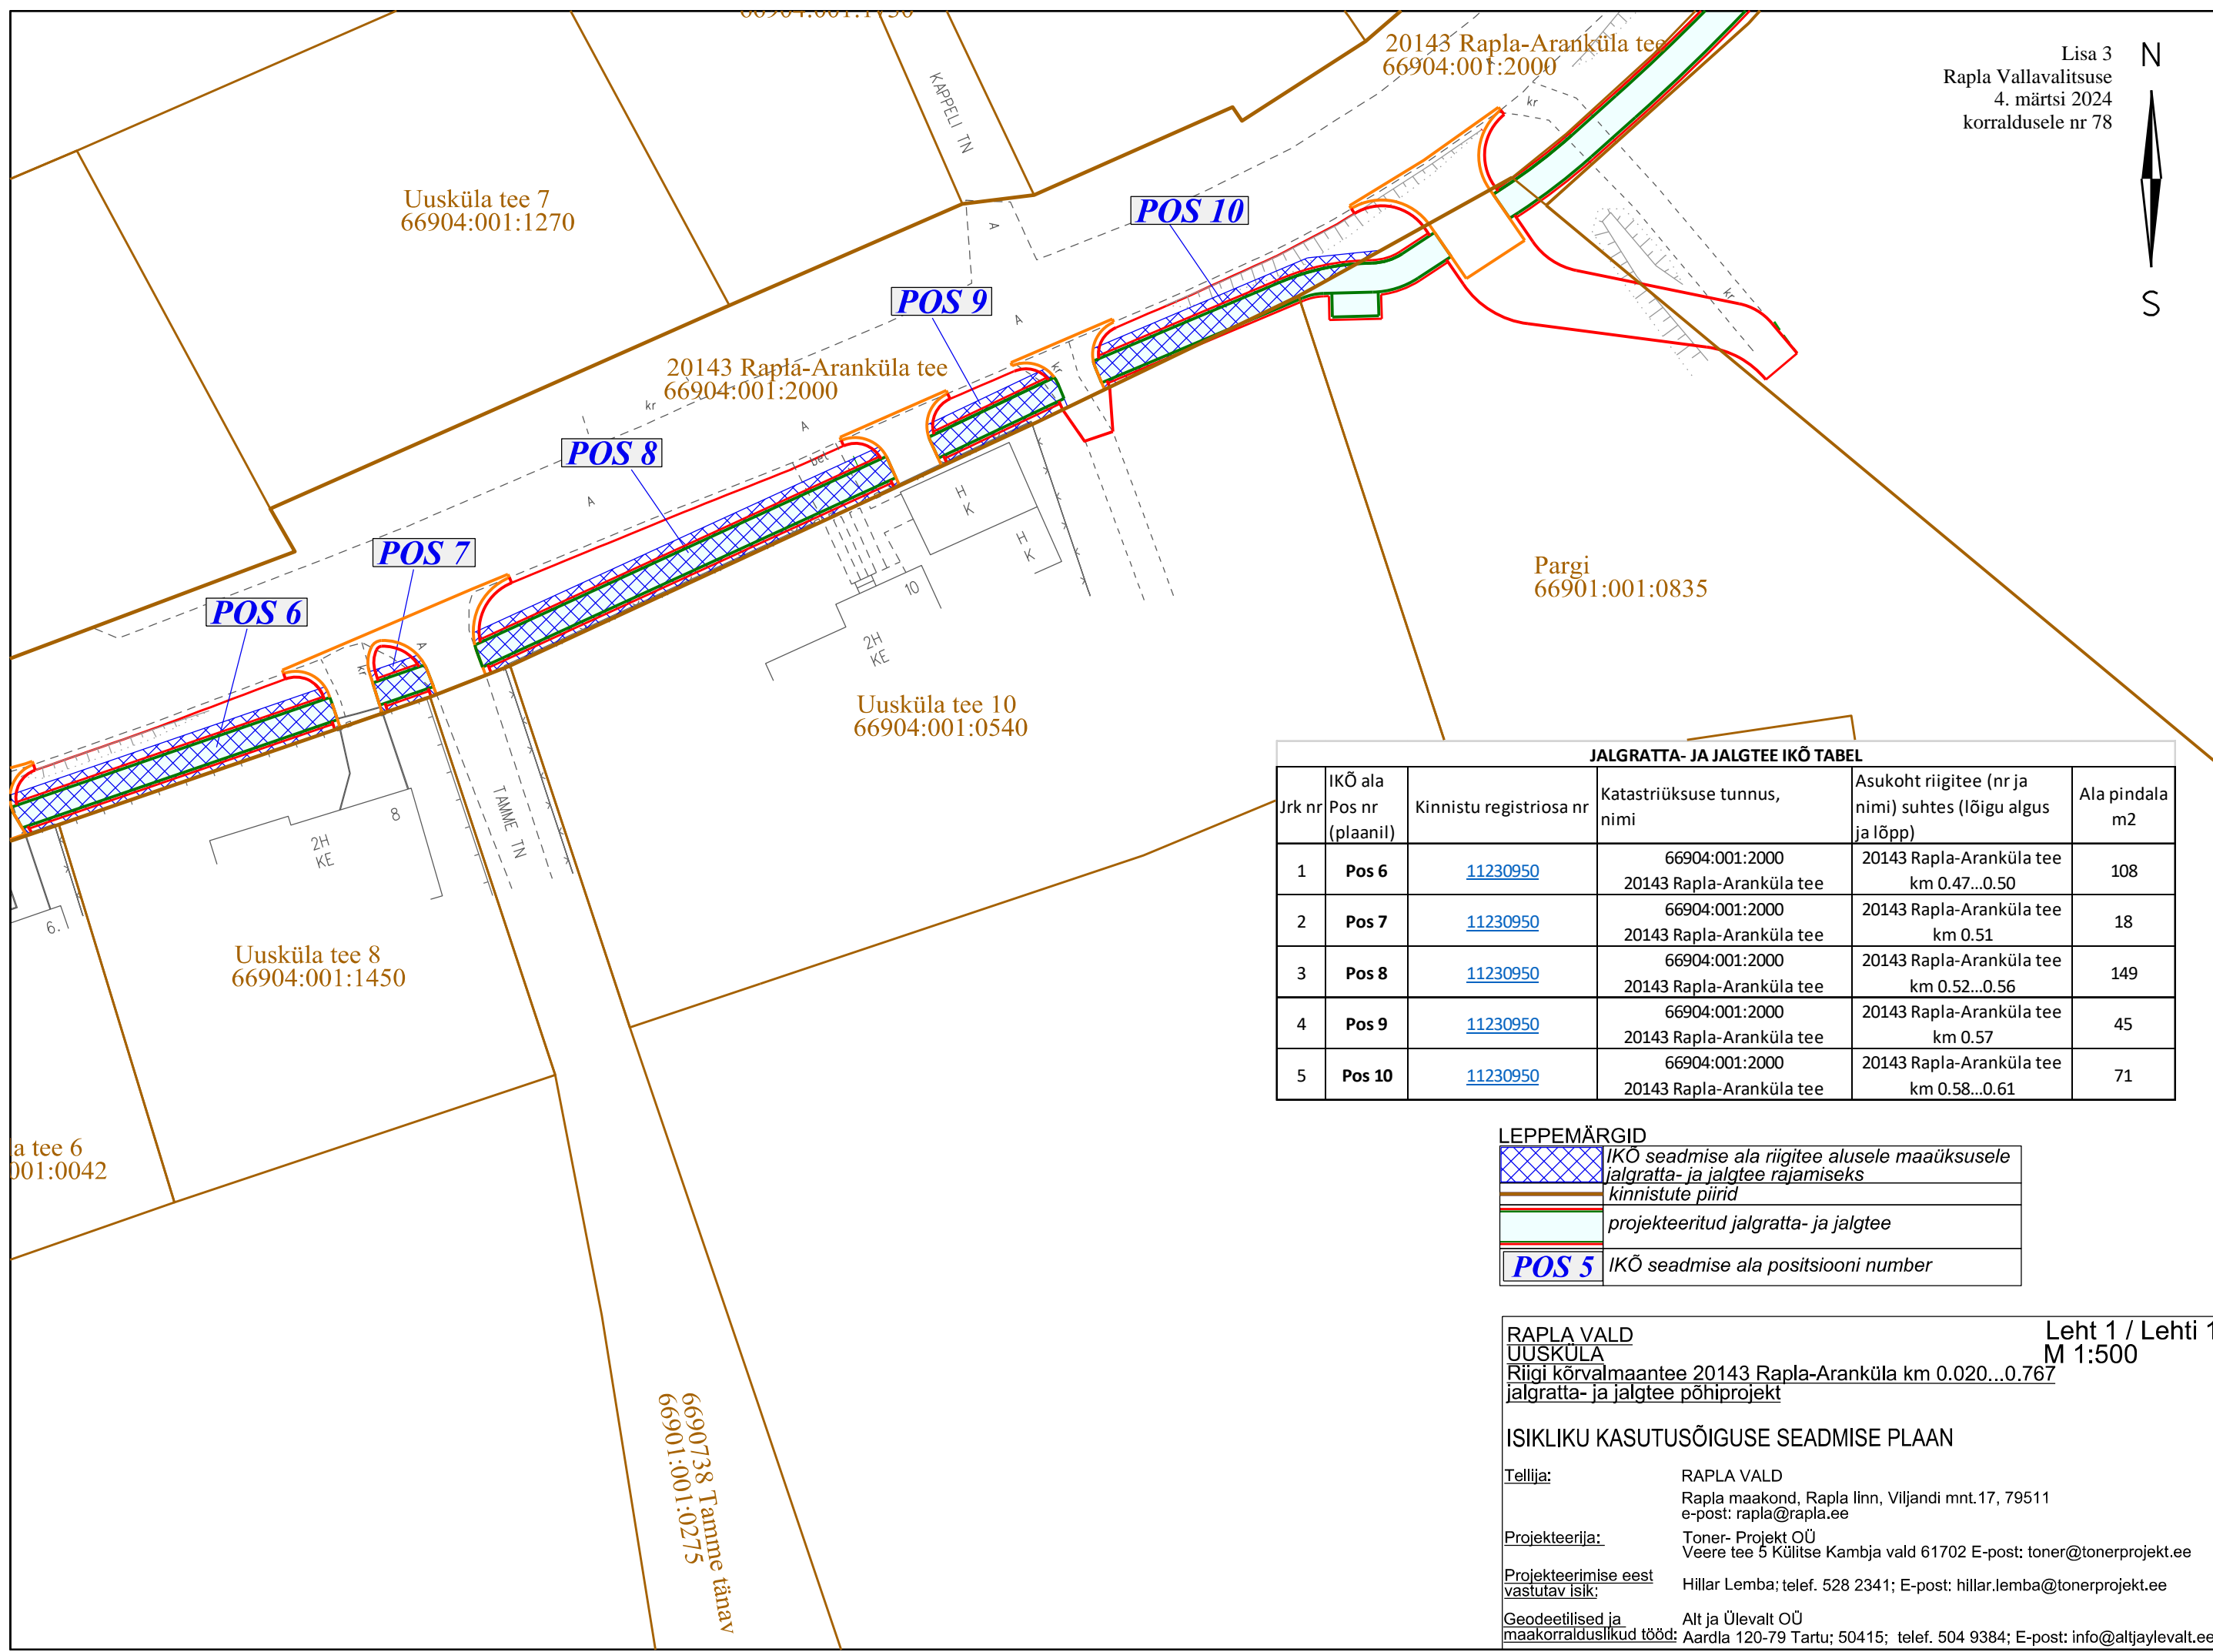 Lisa 3
Rapla Vallavalitsuse
4. märtsi 2024
korraldusele nr 78
N
S
20143 Rapla-Aranküla tee
66904:001:2000
KAPPELI TN
kr
Uusküla tee 7
66904:001:1270
POS 10
A
POS 9
A
kr
20143 Rapla-Aranküla tee
66904:001:2000
kr
kr
A
POS 8
bet
A
H
K
H
K
POS 7
10
Pargi
66901:001:0835
POS 6
A
kr
2H
KE
Uusküla tee 10
66904:001:0540
8
2H
KE
TAMME TN
6.
Uusküla tee 8
66904:001:1450
a tee 6
001:0042
6690738 Tamme tänav
66901:001:0275
JALGRATTA- JA JALGTEE IKÕ TABEL
Jrk nr
IKÕ ala
Pos nr
(plaanil)
Kinnistu registriosa nr
Katastriüksuse tunnus,
nimi
Asukoht riigitee (nr ja
nimi) suhtes (lõigu algus
ja lõpp)
Ala pindala
m2
1
Pos 6
11230950
66904:001:2000
20143 Rapla-Aranküla tee
20143 Rapla-Aranküla tee
km 0.47...0.50
108
2
Pos 7
11230950
66904:001:2000
20143 Rapla-Aranküla tee
20143 Rapla-Aranküla tee
km 0.51
18
3
Pos 8
11230950
66904:001:2000
20143 Rapla-Aranküla tee
20143 Rapla-Aranküla tee
km 0.52...0.56
149
4
Pos 9
11230950
66904:001:2000
20143 Rapla-Aranküla tee
20143 Rapla-Aranküla tee
km 0.57
45
5
Pos 10
11230950
66904:001:2000
20143 Rapla-Aranküla tee
20143 Rapla-Aranküla tee
km 0.58...0.61
71
LEPPEMÄRGID
IKÕ seadmise ala riigitee alusele maaüksusele
jalgratta- ja jalgtee rajamiseks
kinnistute piirid
projekteeritud jalgratta- ja jalgtee
POS 5
IKÕ seadmise ala positsiooni number
RAPLA VALD
Leht 1 / Lehti 1
UUSKÜLA
M 1:500
Riigi kõrvalmaantee 20143 Rapla-Aranküla km 0.020...0.767
jalgratta- ja jalgtee põhiprojekt
ISIKLIKU KASUTUSÕIGUSE SEADMISE PLAAN
Tellija:
RAPLA VALD
Rapla maakond, Rapla linn, Viljandi mnt.17, 79511
e-post: rapla@rapla.ee
Projekteerija:
Toner- Projekt OÜ
Veere tee 5 Külitse Kambja vald 61702 E-post: toner@tonerprojekt.ee
Projekteerimise eest
vastutav isik:
Hillar Lemba; telef. 528 2341; E-post: hillar.lemba@tonerprojekt.ee
Geodeetilised ja
maakorralduslikud tööd:
Alt ja Ülevalt OÜ
Aardla 120-79 Tartu; 50415; telef. 504 9384; E-post: info@altjaylevalt.ee